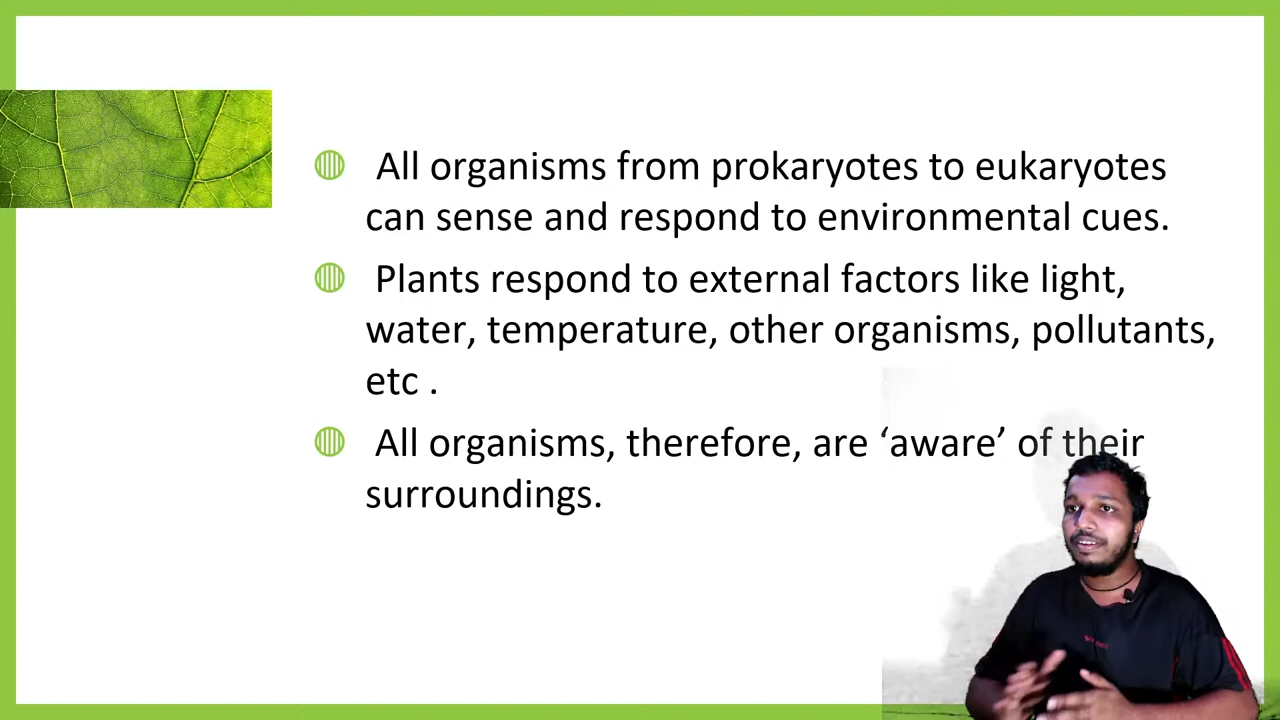 All organisms from prokaryotes to eukaryotes
can sense and respond to environmental cues.
Plants respond to external factors like light,
water, temperature, other organisms, pollutants,
etc .
All organisms, therefore, are ‘aware’ of their
surroundings.